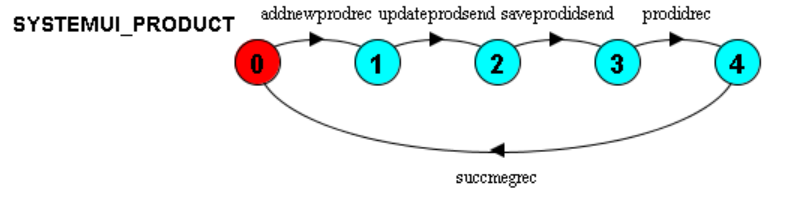 addnewprodrec updateprodsend saveprodidsend prodidrec
SYSTEMUI_PRODUCT
0 1 2 3 4
succmegrec